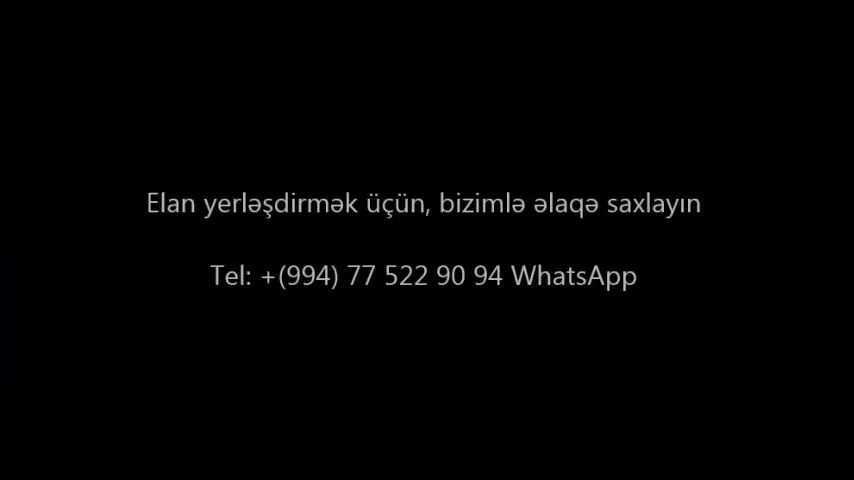 Elan yerləşdirmək üçün, bizimlə əlaqə saxlayın
Tel: +(994) 77 522 90 94 WhatsApp